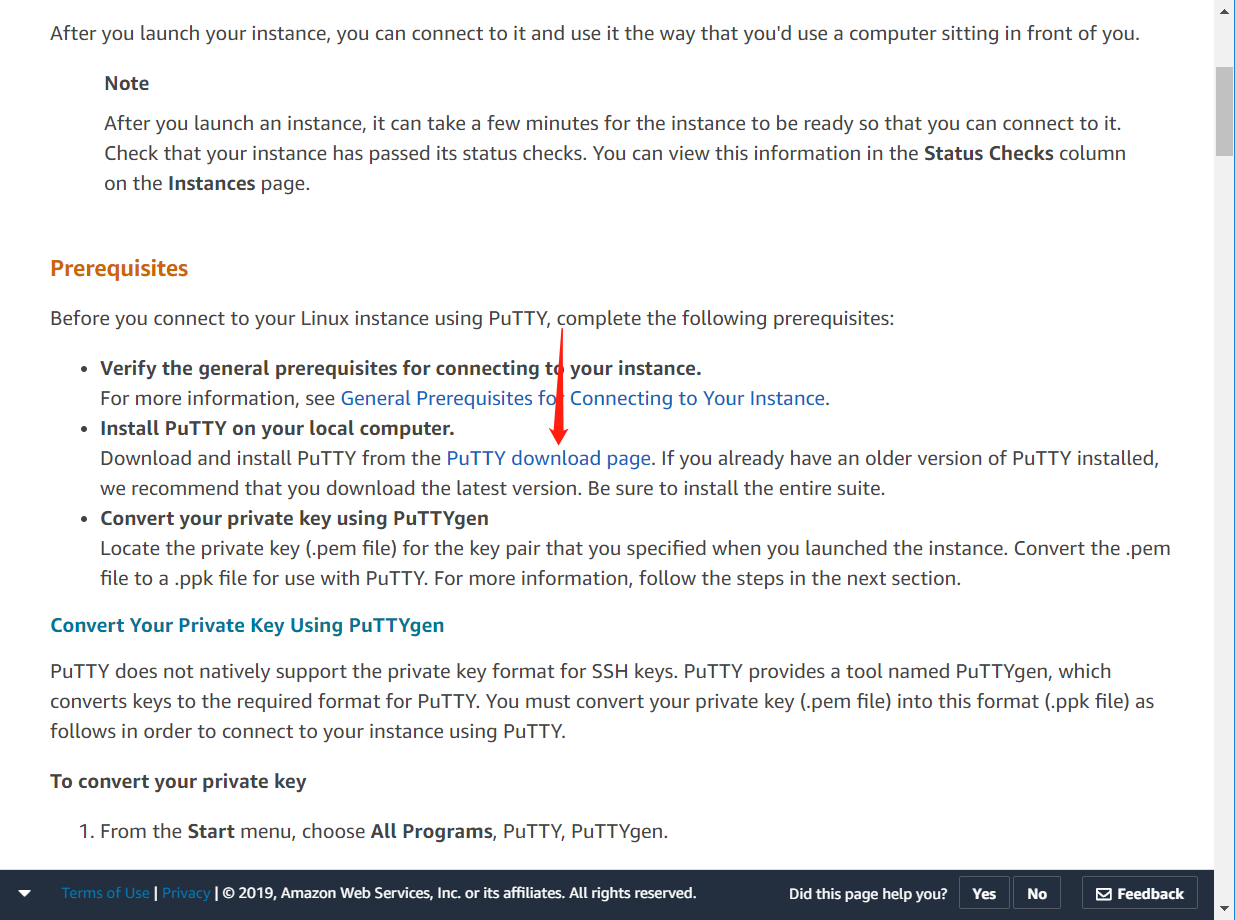 After you launch your instance, you can connect to it and use it the way that you'd use a computer sitting in front of you.
Note
After you launch an instance, it can take a few minutes for the instance to be ready so that you can connect to it.
Check that your instance has passed its status checks. You can view this information in the Status Checks column
on the Instances page.
Prerequisites
Before you connect to your Linux instance using PuTTY, complete the following prerequisites:
• Verify the general prerequisites for connecting to your instance.
For more information, see General Prerequisites for Connecting to Your Instance.
• Install PuTTY on your local computer.
Download and install PuTTY from the PuTTY download page. If you already have an older version of PuTTY installed,
we recommend that you download the latest version. Be sure to install the entire suite.
• Convert your private key using PuTTYgen
Locate the private key (.pem file) for the key pair that you specified when you launched the instance. Convert the .pem
file to a .ppk file for use with PuTTY. For more information, follow the steps in the next section.
Convert Your Private Key Using PuTTYgen
PuTTY does not natively support the private key format for SSH keys. PuTTY provides a tool named PuTTYgen, which
converts keys to the required format for PuTTY. You must convert your private key (.pem file) into this format (.ppk file) as
follows in order to connect to your instance using PuTTY.
To convert your private key
1. From the Start menu, choose All Programs, PuTTY, PuTTYgen.
Terms of Use | Privacy | © 2019, Amazon Web Services, Inc. or its affiliates. All rights reserved. Did this page help you? Yes No Feedback